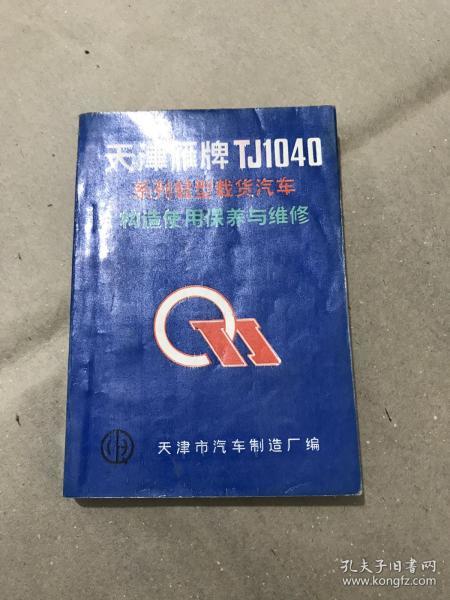 天津雁牌TJ1040
系列轻型载货汽车
构造使用保养与维修
天津市汽车制造厂编
孔夫子旧书网
www.kongfz.com